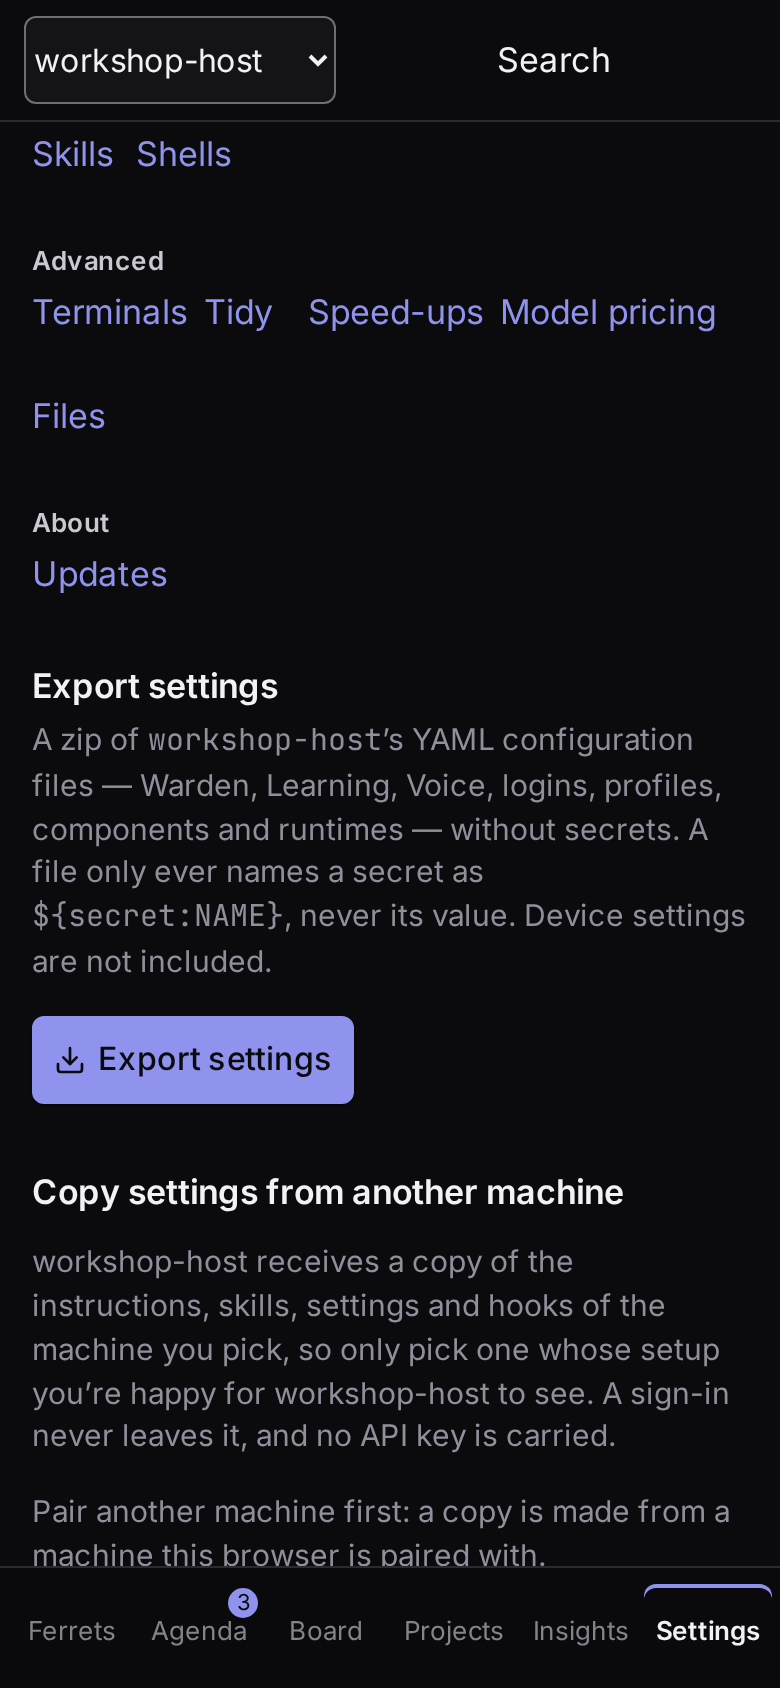 workshop-host
Search
Skills Shells
Advanced
Terminals Tidy Speed-ups Model pricing
Files
About
Updates
Export settings
A zip of workshop-host’s YAML configuration
files — Warden, Learning, Voice, logins, profiles,
components and runtimes — without secrets. A
file only ever names a secret as
${secret:NAME}, never its value. Device settings
are not included.
Export settings
Copy settings from another machine
workshop-host receives a copy of the
instructions, skills, settings and hooks of the
machine you pick, so only pick one whose setup
you’re happy for workshop-host to see. A sign-in
never leaves it, and no API key is carried.
Pair another machine first: a copy is made from a
machine this browser is paired with.
3
Ferrets Agenda Board Projects Insights Settings